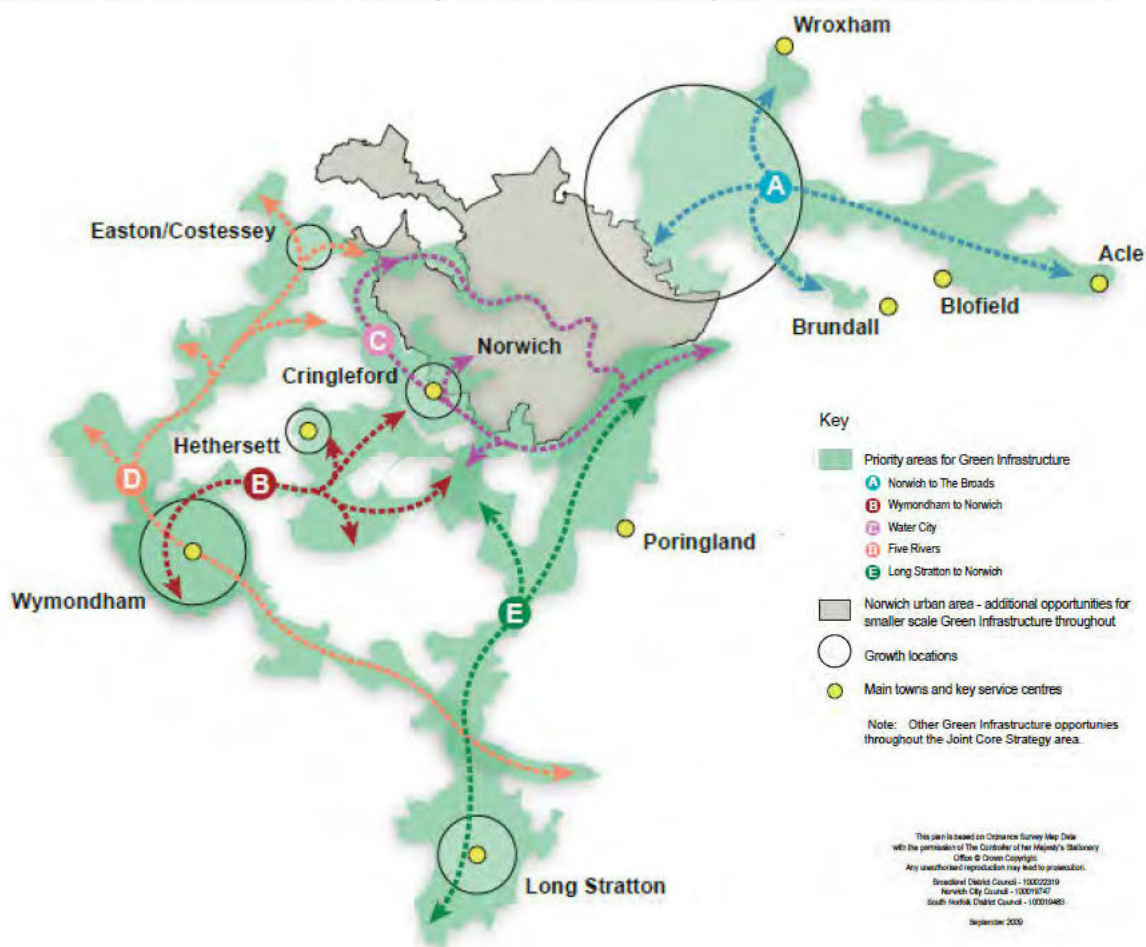 Wroxham
A
Easton/Costessey
Acle
Blofield
Brundall
C
Norwich
Cringleford
Hethersett
D
B
Poringland
E
Wymondham
Long Stratton
Key
Priority areas for Green Infrastructure
A Norwich to The Broads
B Wymondham to Norwich
C Water City
D Five Rivers
E Long Stratton to Norwich
Norwich urban area - additional opportunities for
smaller scale Green Infrastructure throughout
Growth locations
Main towns and key service centres
Note: Other Green Infrastructure opportunies
throughout the Joint Core Strategy area.
This plan is based on Ordnance Survey Map Data
with the permission of The Controller of her Majesty's Stationery
Office © Crown Copyright.
Any unauthorised reproduction may lead to prosecution.
Broadland District Council - 100022319
Norwich City Council - 100019747
South Norfolk District Council - 100019483
September 2009